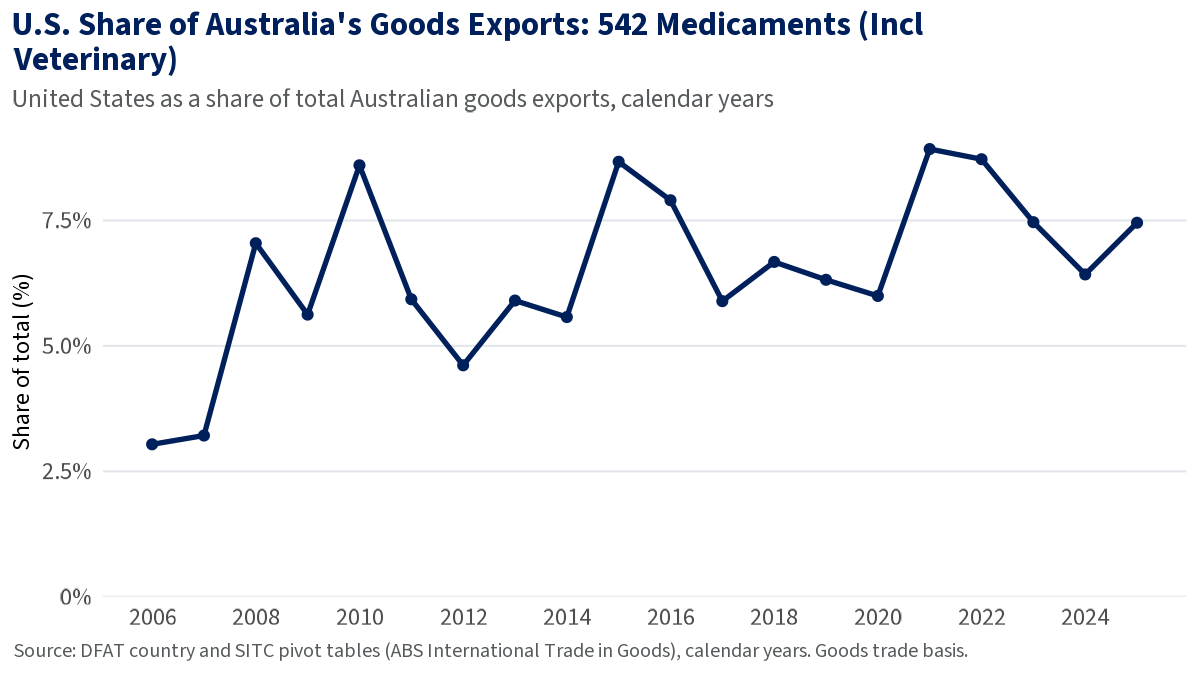 U.S. Share of Australia's Goods Exports: 542 Medicaments (Incl
Veterinary)
United States as a share of total Australian goods exports, calendar years
Share of total (%)
7.5%
5.0%
2.5%
0%
2006 2008 2010 2012 2014 2016 2018 2020 2022 2024
Source: DFAT country and SITC pivot tables (ABS International Trade in Goods), calendar years. Goods trade basis.